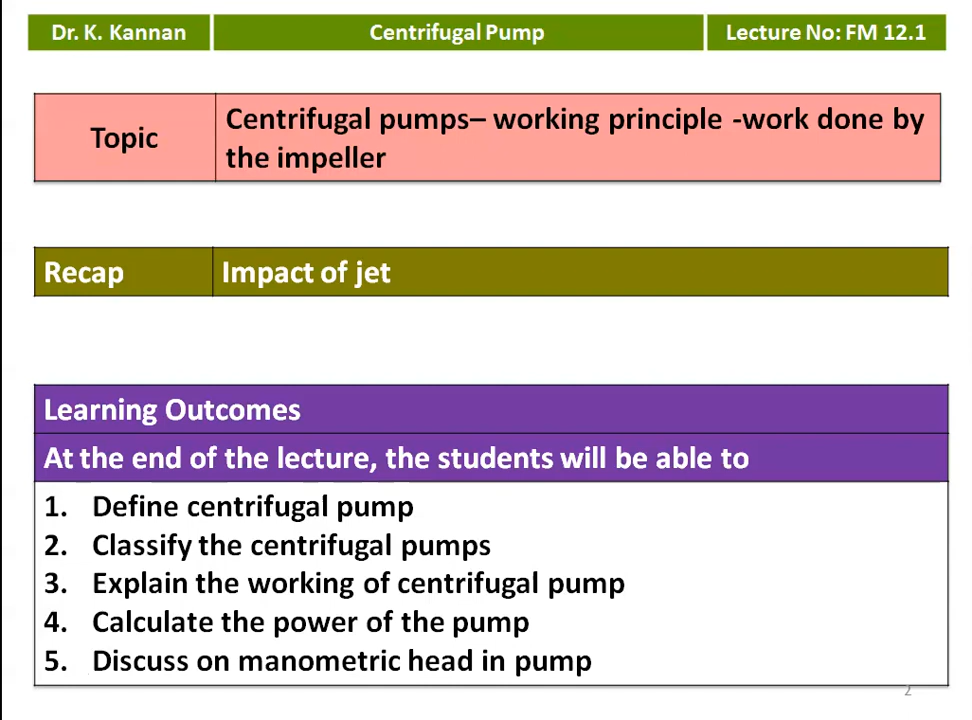 Dr. K. Kannan
Centrifugal Pump
Lecture No: FM 12.1
Topic
Centrifugal pumps– working principle -work done by
the impeller
Recap
Impact of jet
Learning Outcomes
At the end of the lecture, the students will be able to
1. Define centrifugal pump
2. Classify the centrifugal pumps
3. Explain the working of centrifugal pump
4. Calculate the power of the pump
5. Discuss on manometric head in pump
2